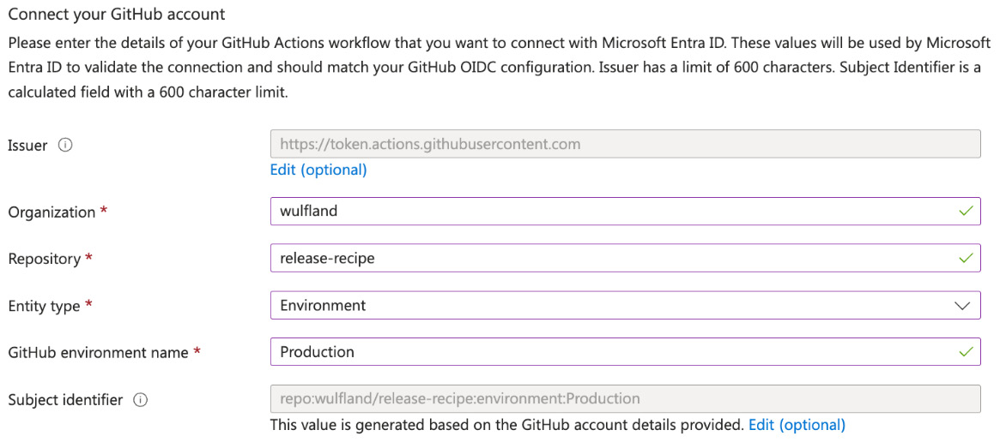 Connect your GitHub account
Please enter the details of your GitHub Actions workflow that you want to connect with Microsoft Entra ID. These values will be used by Microsoft
Entra ID to validate the connection and should match your GitHub OIDC configuration. Issuer has a limit of 600 characters. Subject Identifier is a
calculated field with a 600 character limit.
Issuer https://token.actions.githubusercontent.com
Edit (optional)
Organization * wulfland
Repository * release-recipe
Entity type * Environment
GitHub environment name * Production
Subject identifier repo:wulfland/release-recipe:environment:Production
This value is generated based on the GitHub account details provided. Edit (optional)